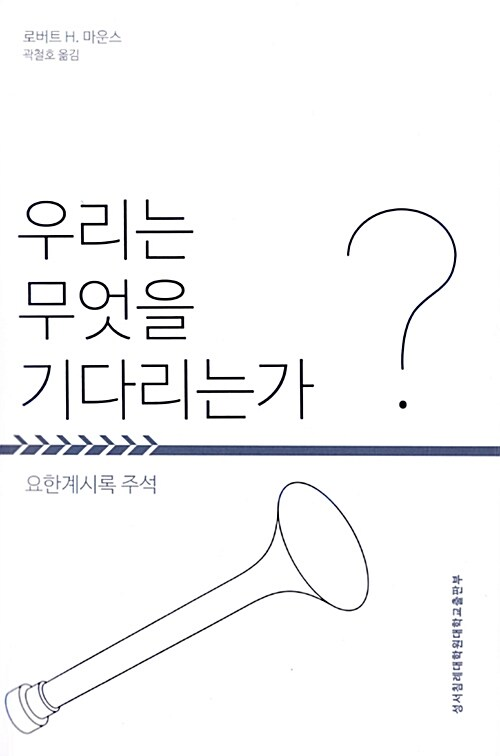 로버트 H. 마운스
곽철호 옮김
우리는
무엇을
기다리는가
?
요한계시록 주석
성서침례대학원대학교출판부